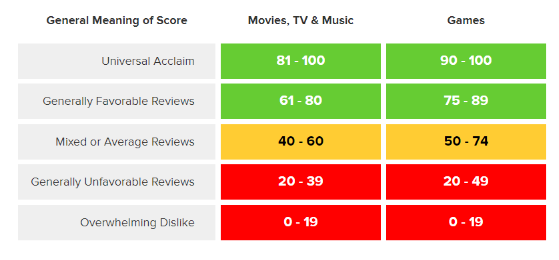 General Meaning of Score Movies, TV & Music Games
Universal Acclaim 81 - 100 90 - 100
Generally Favorable Reviews 61 - 80 75 - 89
Mixed or Average Reviews 40 - 60 50 - 74
Generally Unfavorable Reviews 20 - 39 20 - 49
Overwhelming Dislike 0 - 19 0 - 19